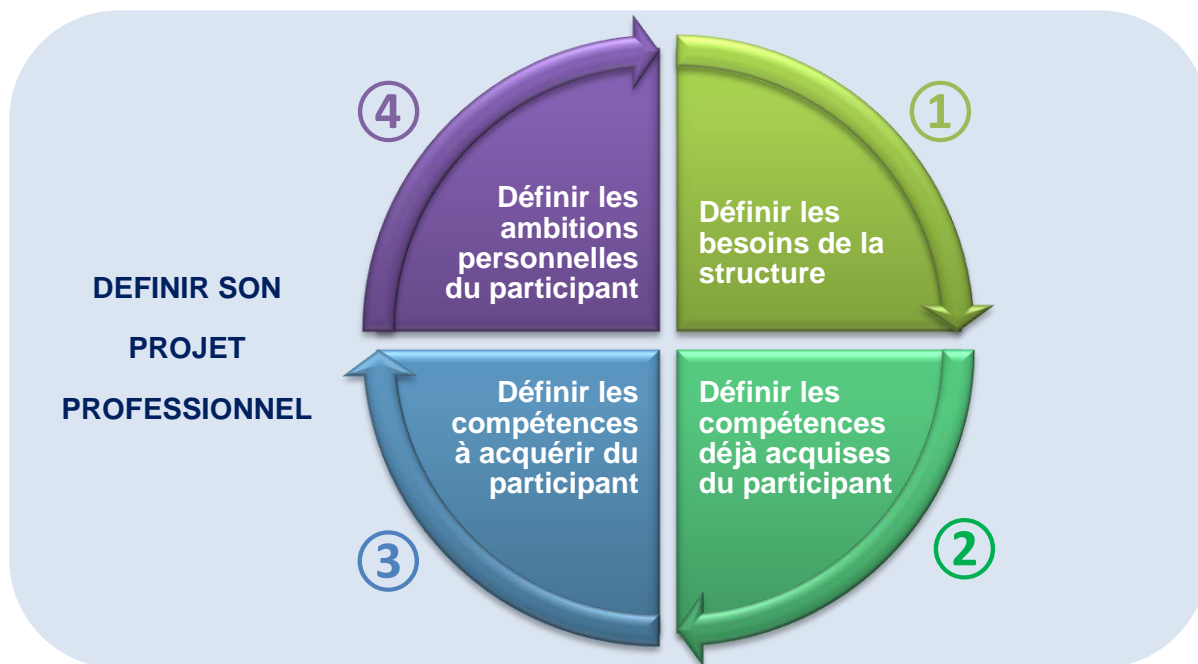 DEFINIR SON
PROJET
PROFESSIONNEL
①
Définir les
besoins de la
structure
②
Définir les
compétences
déjà acquises
du participant
③
Définir les
compétences
à acquérir du
participant
④
Définir les
ambitions
personnelles
du participant